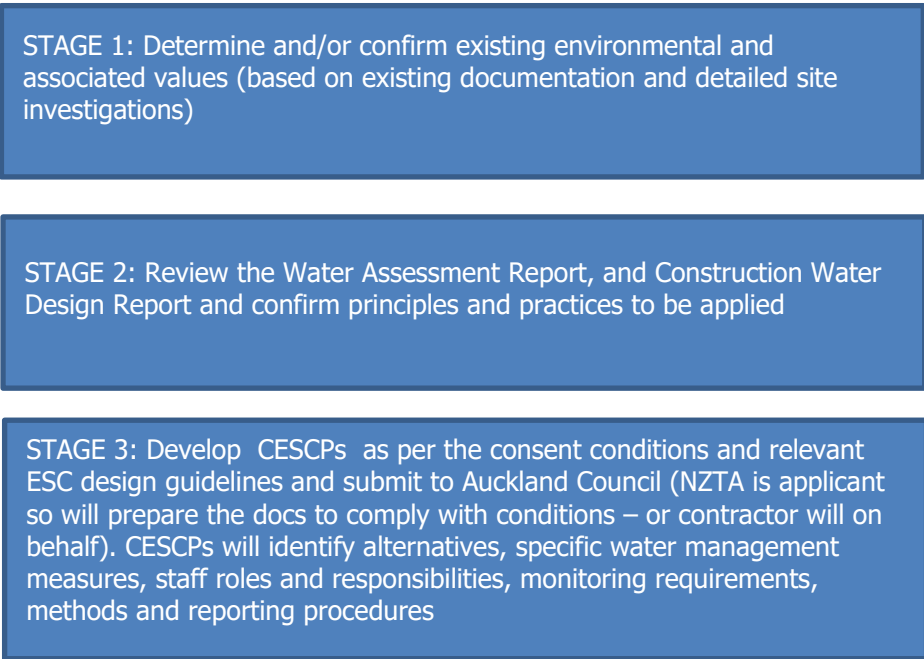 STAGE 1: Determine and/or confirm existing environmental and
associated values (based on existing documentation and detailed site
investigations)
STAGE 2: Review the Water Assessment Report, and Construction Water
Design Report and confirm principles and practices to be applied
STAGE 3: Develop  CESCPs  as per the consent conditions and relevant
ESC design guidelines and submit to Auckland Council (NZTA is applicant
so will prepare the docs to comply with conditions – or contractor will on
behalf). CESCPs will identify alternatives, specific water management
measures, staff roles and responsibilities, monitoring requirements,
methods and reporting procedures